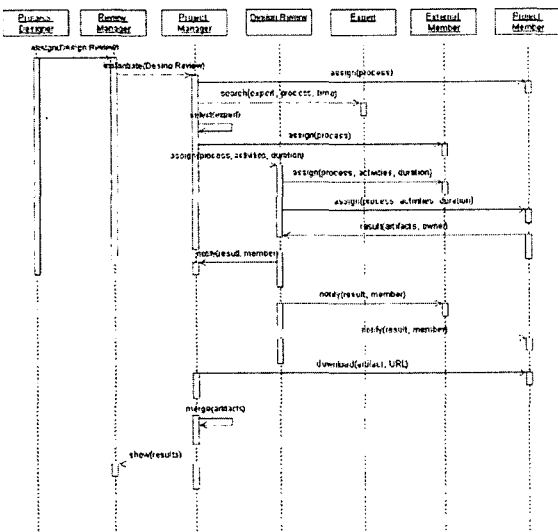 Process Designer
Review Manager
Project Manager
Design Review
Expert
External Member
Project Member
design(Design Review)
instantiate(Desing Review)
assign(process)
search(expert, process, time)
select(expert)
assign(process)
assign(process, activities, duration)
assign(process, activities, duration)
assign(process, activities, duration)
result(artifacts, owner)
notify(result, member)
notify(result, member)
notify(result, member)
download(artifact, URL)
merge(artifacts)
show(results)